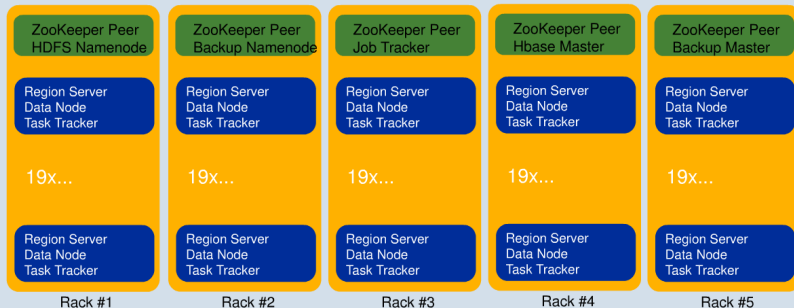 ZooKeeper Peer
HDFS Namenode
Region Server
Data Node
Task Tracker
19x...
Region Server
Data Node
Task Tracker
Rack #1
ZooKeeper Peer
Backup Namenode
Region Server
Data Node
Task Tracker
19x...
Region Server
Data Node
Task Tracker
Rack #2
ZooKeeper Peer
Job Tracker
Region Server
Data Node
Task Tracker
19x...
Region Server
Data Node
Task Tracker
Rack #3
ZooKeeper Peer
Hbase Master
Region Server
Data Node
Task Tracker
19x...
Region Server
Data Node
Task Tracker
Rack #4
ZooKeeper Peer
Backup Master
Region Server
Data Node
Task Tracker
19x...
Region Server
Data Node
Task Tracker
Rack #5